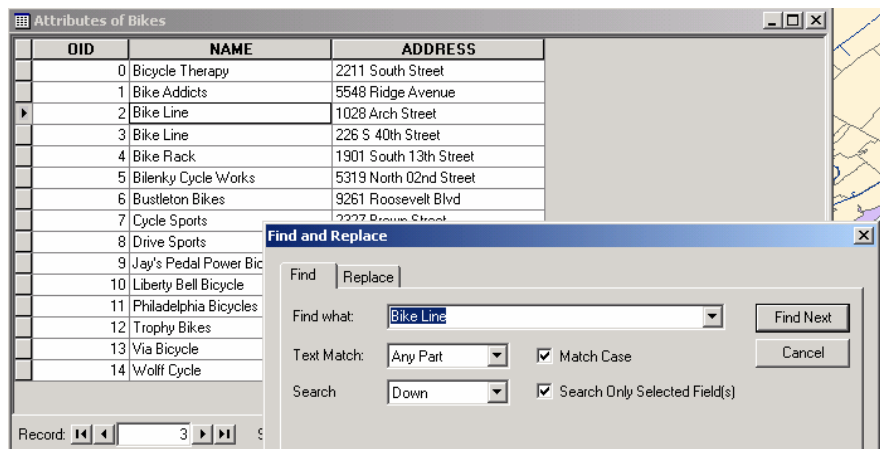 Attributes of Bikes
OID NAME ADDRESS
0 Bicycle Therapy 2211 South Street
1 Bike Addicts 5548 Ridge Avenue
2 Bike Line 1028 Arch Street
3 Bike Line 226 S 40th Street
4 Bike Rack 1901 South 13th Street
5 Bilenky Cycle Works 5319 North 02nd Street
6 Bustleton Bikes 9261 Roosevelt Blvd
7 Cycle Sports 2327 Brown Street
8 Drive Sports
9 Jay's Pedal Power Bic
10 Liberty Bell Bicycle
11 Philadelphia Bicycles
12 Trophy Bikes
13 Via Bicycle
14 Wolff Cycle
Record: 3
Find and Replace
Find Replace
Find what: Bike Line Find Next
Text Match: Any Part Match Case Cancel
Search Down Search Only Selected Field(s)